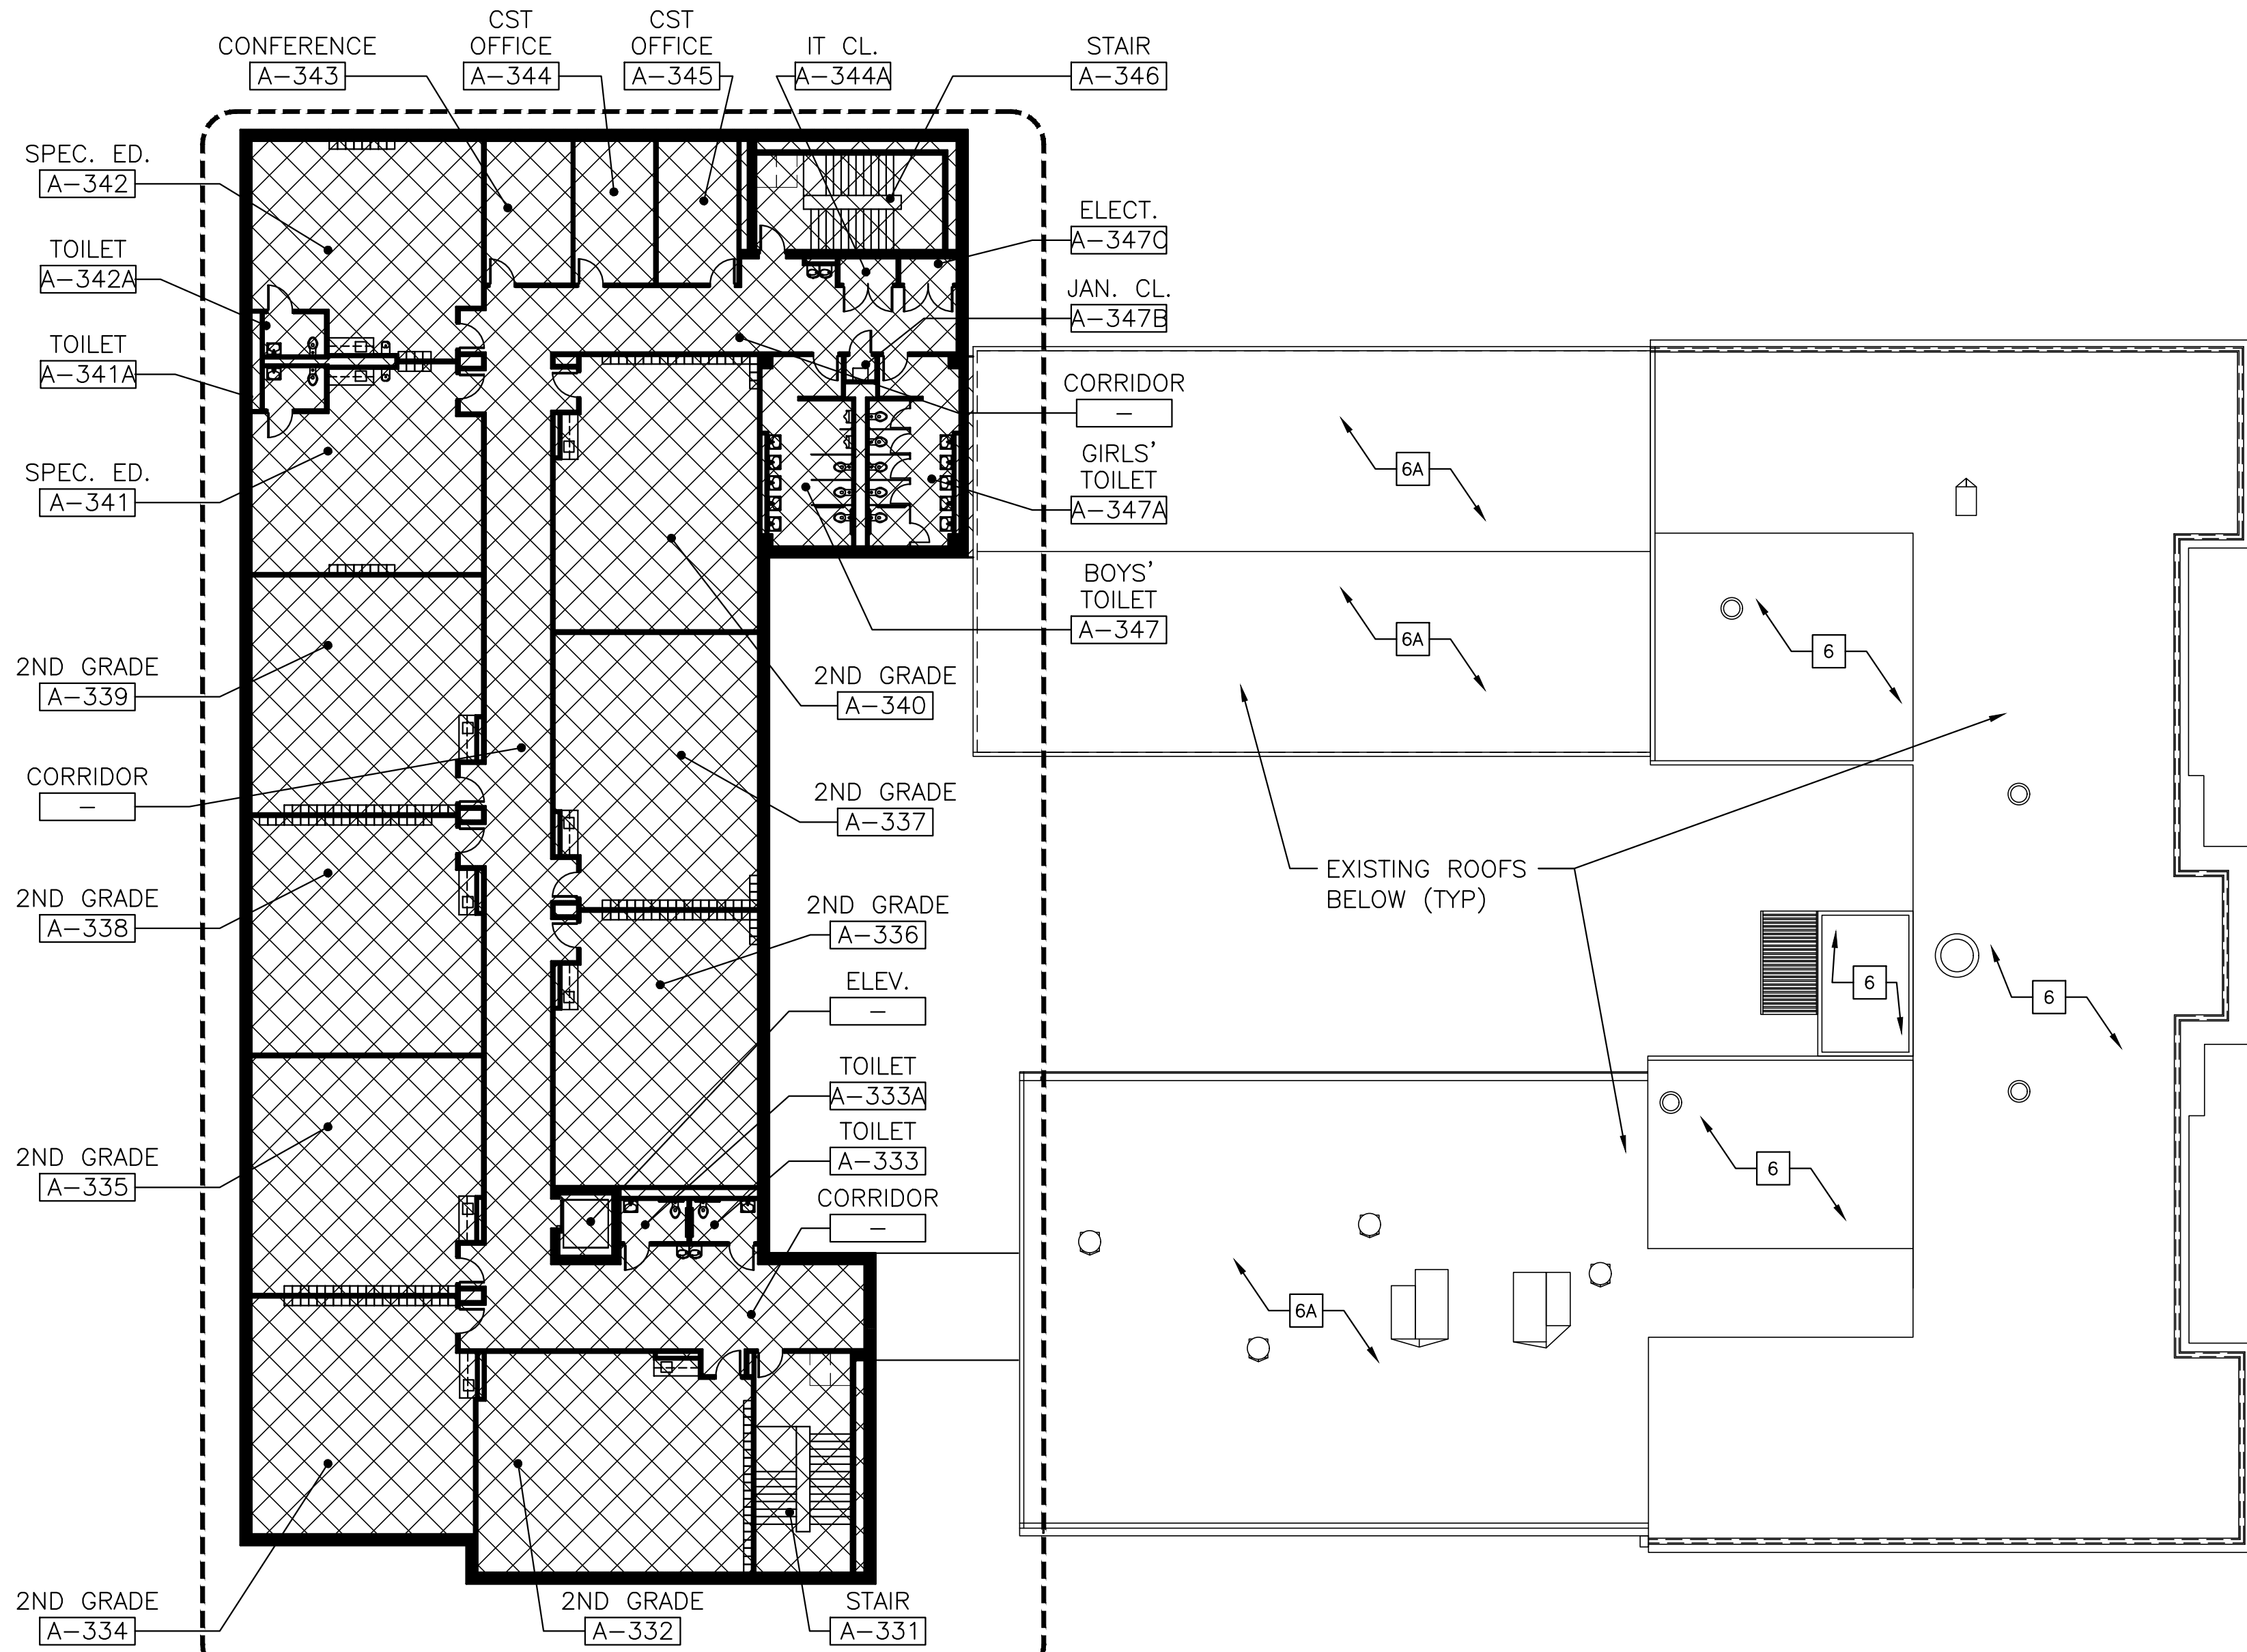 CONFERENCE
A-343
CST
OFFICE
A-344
CST
OFFICE
A-345
IT CL.
A-344A
STAIR
A-346
SPEC. ED.
A-342
TOILET
A-342A
TOILET
A-341A
SPEC. ED.
A-341
2ND GRADE
A-339
CORRIDOR
-
2ND GRADE
A-338
2ND GRADE
A-335
2ND GRADE
A-334
ELECT.
A-347C
JAN. CL.
A-347B
CORRIDOR
-
GIRLS'
TOILET
A-347A
BOYS'
TOILET
A-347
2ND GRADE
A-340
2ND GRADE
A-337
2ND GRADE
A-336
ELEV.
-
TOILET
A-333A
TOILET
A-333
CORRIDOR
-
2ND GRADE
A-332
STAIR
A-331
6A
6A
6
EXISTING ROOFS
BELOW (TYP)
6
6
6
6A